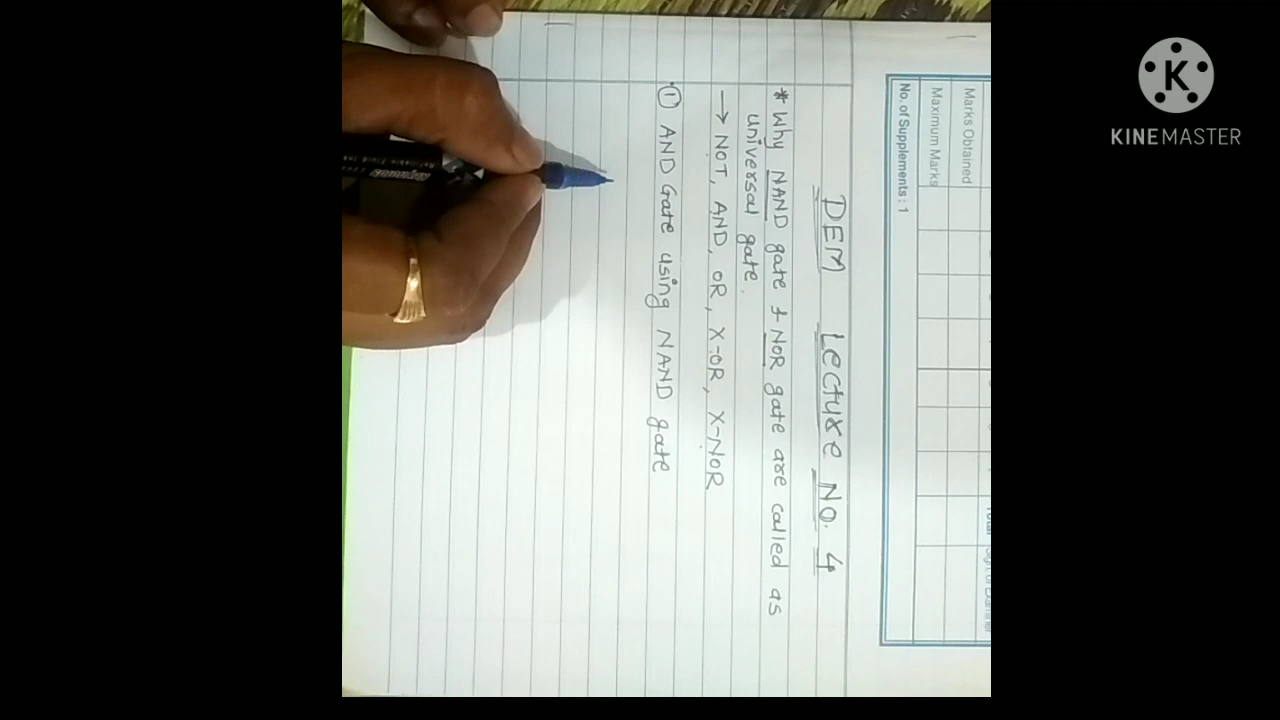 Marks Obtained
Maximum Marks
No. of Supplements : 1
DEM Lecture No. 4
* Why NAND gate & NOR gate are called as
universal gate.
→ NOT, AND, OR, X-OR, X-NOR
① AND Gate using NAND gate
KINEMASTER